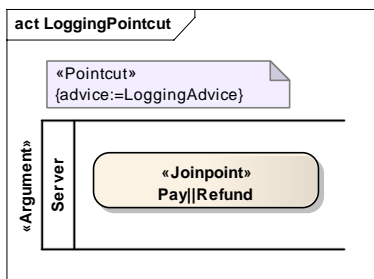 act LoggingPointcut
«Pointcut»
{advice:=LoggingAdvice}
«Argument»
Server
«Joinpoint»
Pay||Refund